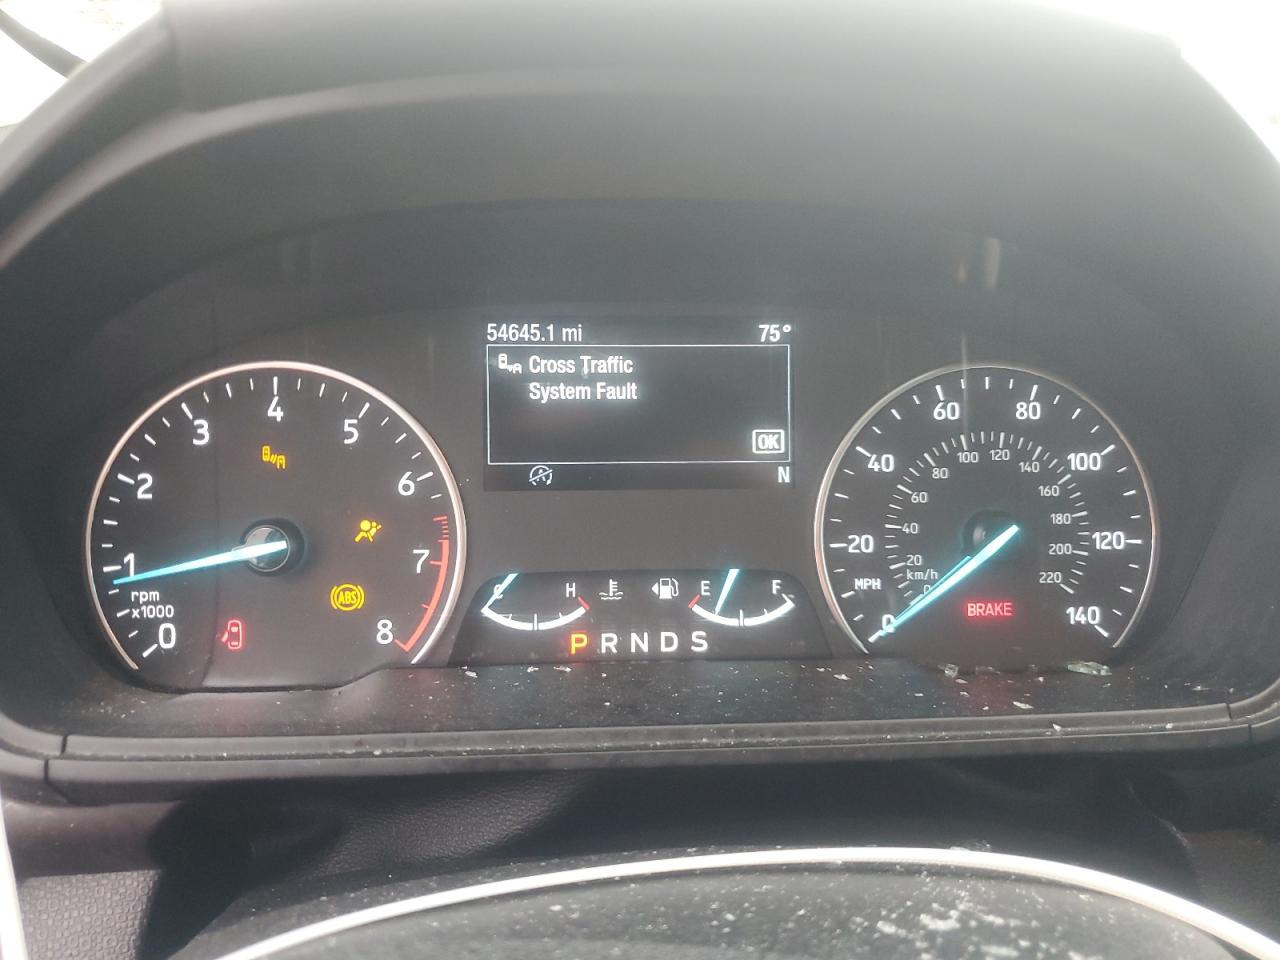 54645.1 mi 75°
Cross Traffic
System Fault
OK
N
0 1 2 3 4 5 6 7 8
rpm
x1000
ABS
C H E F
P R N D S
0 20 40 60 80 100 120 140
MPH
0 20 40 60 80 100 120 140 160 180 200 220
km/h
BRAKE